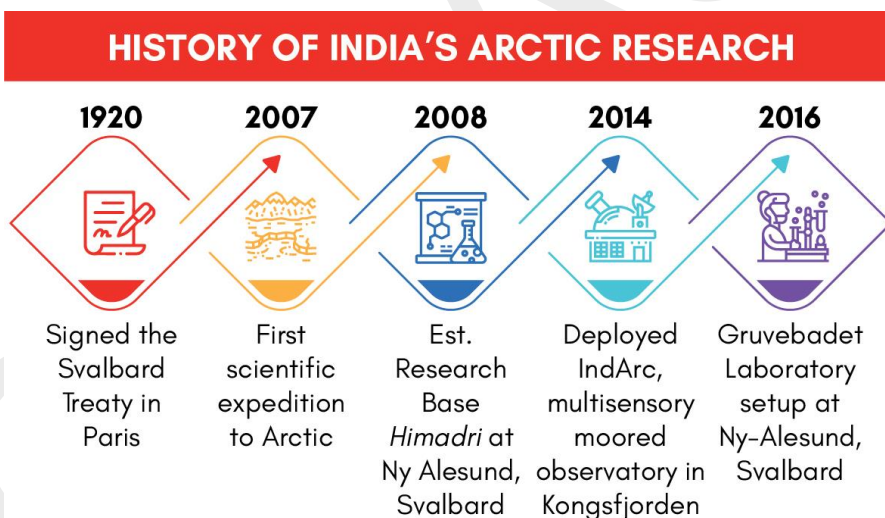 HISTORY OF INDIA’S ARCTIC RESEARCH
1920
Signed the
Svalbard
Treaty in
Paris
2007
First
scientific
expedition
to Arctic
2008
Est.
Research
Base
Himadri at
Ny Alesund,
Svalbard
2014
Deployed
IndArc,
multisensory
moored
observatory in
Kongsfjorden
2016
Gruvebadet
Laboratory
setup at
Ny-Alesund,
Svalbard